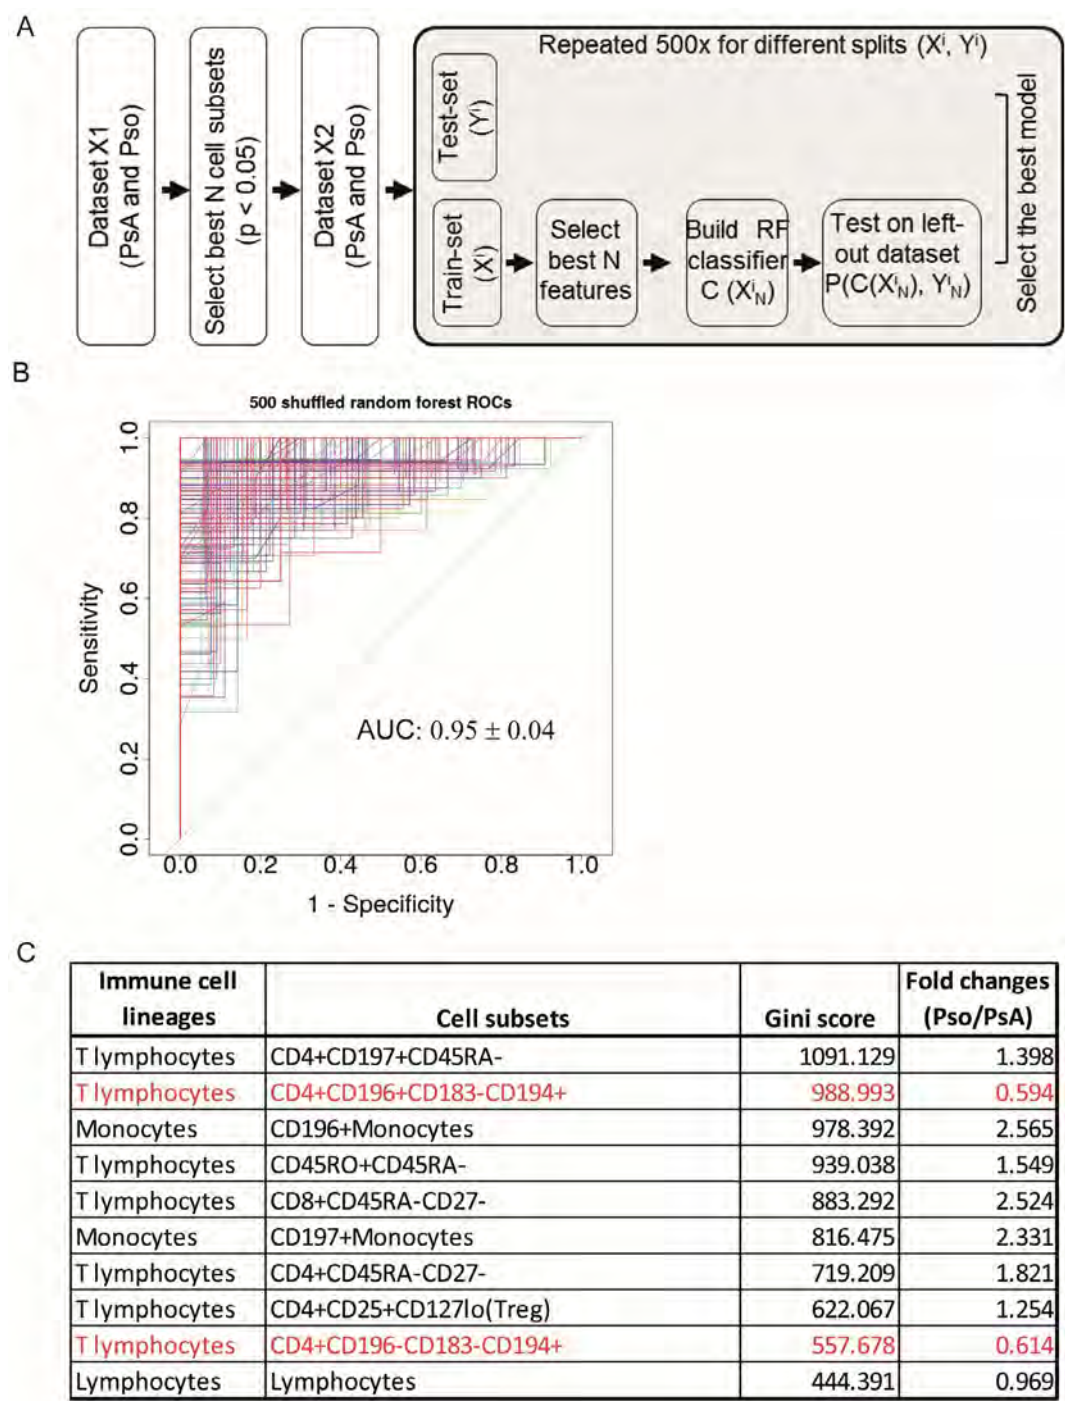 A
Dataset X1
(PsA and Pso)
Select best N cell subsets
(p < 0.05)
Dataset X2
(PsA and Pso)
Repeated 500x for different splits (Xⁱ, Yⁱ)
Test-set
(Yⁱ)
Train-set
(Xⁱ)
Select
best N
features
Build RF
classifier
C (Xⁱ_N)
Test on left-
out dataset
P(C(Xⁱ_N), Yⁱ_N)
Select the best model
B
500 shuffled random forest ROCs
Sensitivity
1.0
0.8
0.6
0.4
0.2
0.0
AUC: 0.95 ± 0.04
0.0 0.2 0.4 0.6 0.8 1.0
1 - Specificity
C
Immune cell lineages Cell subsets Gini score Fold changes (Pso/PsA)
T lymphocytes CD4+CD197+CD45RA- 1091.129 1.398
T lymphocytes CD4+CD196+CD183-CD194+ 988.993 0.594
Monocytes CD196+Monocytes 978.392 2.565
T lymphocytes CD45RO+CD45RA- 939.038 1.549
T lymphocytes CD8+CD45RA-CD27- 883.292 2.524
Monocytes CD197+Monocytes 816.475 2.331
T lymphocytes CD4+CD45RA-CD27- 719.209 1.821
T lymphocytes CD4+CD25+CD127lo(Treg) 622.067 1.254
T lymphocytes CD4+CD196-CD183-CD194+ 557.678 0.614
Lymphocytes Lymphocytes 444.391 0.969